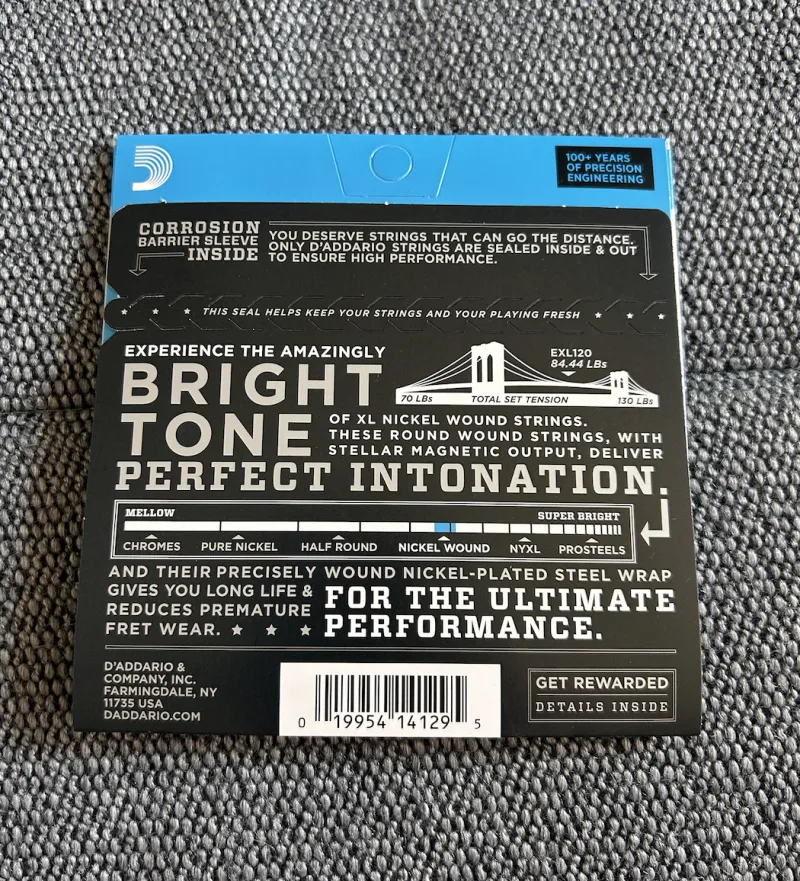 100+ YEARS
OF PRECISION
ENGINEERING
CORROSION
BARRIER SLEEVE
INSIDE
YOU DESERVE STRINGS THAT CAN GO THE DISTANCE.
ONLY D'ADDARIO STRINGS ARE SEALED INSIDE & OUT
TO ENSURE HIGH PERFORMANCE.
THIS SEAL HELPS KEEP YOUR STRINGS AND YOUR PLAYING FRESH
EXPERIENCE THE AMAZINGLY
BRIGHT
TONE
EXL120
84.44 LBs
70 LBs TOTAL SET TENSION 130 LBs
OF XL NICKEL WOUND STRINGS.
THESE ROUND WOUND STRINGS, WITH
STELLAR MAGNETIC OUTPUT, DELIVER
PERFECT INTONATION.
MELLOW SUPER BRIGHT
CHROMES PURE NICKEL HALF ROUND NICKEL WOUND NYXL PROSTEELS
AND THEIR PRECISELY WOUND NICKEL-PLATED STEEL WRAP
GIVES YOU LONG LIFE &
REDUCES PREMATURE
FRET WEAR.
FOR THE ULTIMATE
PERFORMANCE.
D'ADDARIO &
COMPANY, INC.
FARMINGDALE, NY
11735 USA
DADDARIO.COM
0 19954 14129 5
GET REWARDED
DETAILS INSIDE